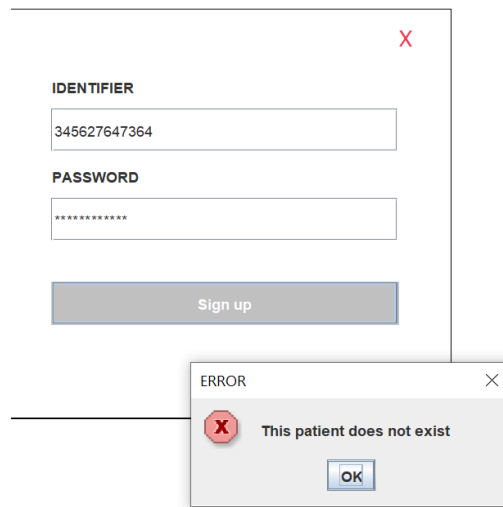 X
IDENTIFIER
345627647364
PASSWORD
************
Sign up
ERROR
This patient does not exist
OK